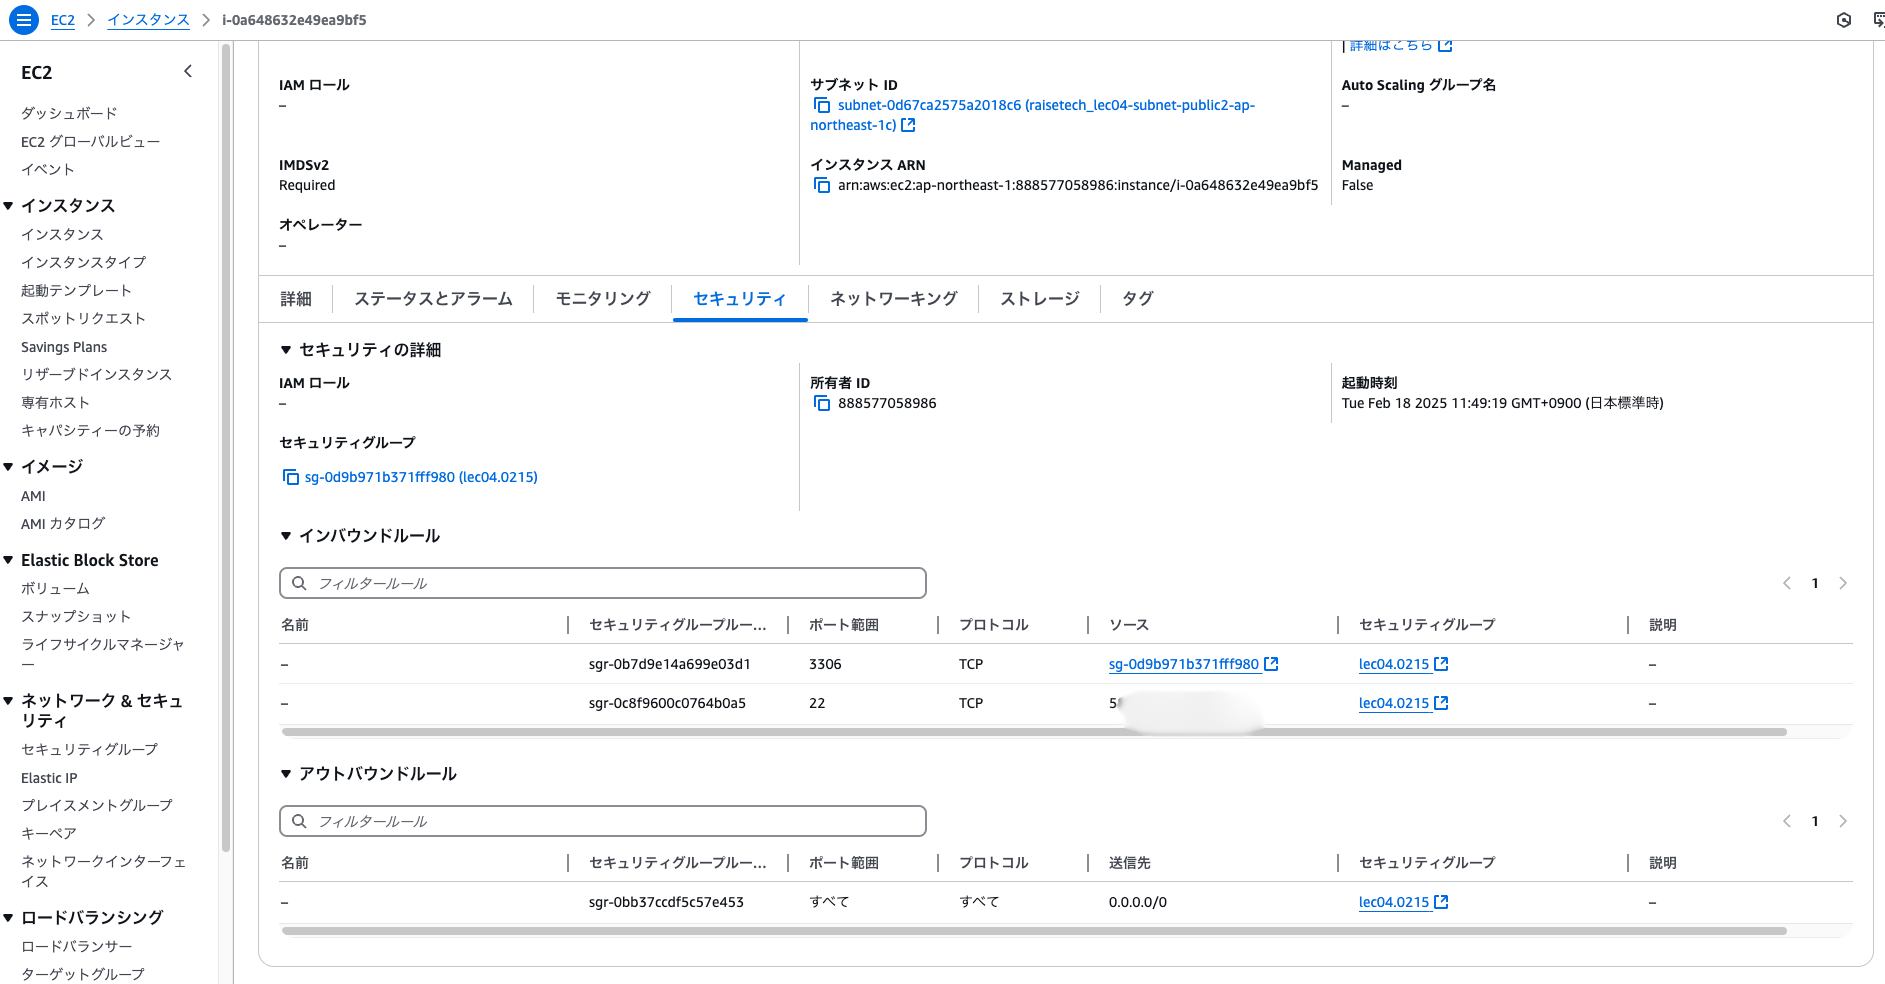 EC2 > インスタンス > i-0a648632e49ea9bf5
EC2
ダッシュボード
EC2 グローバルビュー
イベント
インスタンス
インスタンス
インスタンスタイプ
起動テンプレート
スポットリクエスト
Savings Plans
リザーブドインスタンス
専有ホスト
キャパシティーの予約
イメージ
AMI
AMI カタログ
Elastic Block Store
ボリューム
スナップショット
ライフサイクルマネージャ
ー
ネットワーク & セキュ
リティ
セキュリティグループ
Elastic IP
プレイスメントグループ
キーペア
ネットワークインターフェ
イス
ロードバランシング
ロードバランサー
ターゲットグループ
| 詳細はこちら
IAM ロール
–
サブネット ID
subnet-0d67ca2575a2018c6 (raisetech_lec04-subnet-public2-ap-
northeast-1c)
Auto Scaling グループ名
–
IMDSv2
Required
インスタンス ARN
arn:aws:ec2:ap-northeast-1:888577058986:instance/i-0a648632e49ea9bf5
Managed
False
オペレーター
–
詳細 ステータスとアラーム モニタリング セキュリティ ネットワーキング ストレージ タグ
セキュリティの詳細
IAM ロール
–
所有者 ID
888577058986
起動時刻
Tue Feb 18 2025 11:49:19 GMT+0900 (日本標準時)
セキュリティグループ
sg-0d9b971b371fff980 (lec04.0215)
インバウンドルール
フィルタールール
1
名前 セキュリティグループルー... ポート範囲 プロトコル ソース セキュリティグループ 説明
– sgr-0b7d9e14a699e03d1 3306 TCP sg-0d9b971b371fff980 lec04.0215 –
– sgr-0c8f9600c0764b0a5 22 TCP lec04.0215 –
アウトバウンドルール
フィルタールール
1
名前 セキュリティグループルー... ポート範囲 プロトコル 送信先 セキュリティグループ 説明
– sgr-0bb37ccdf5c57e453 すべて すべて 0.0.0.0/0 lec04.0215 –